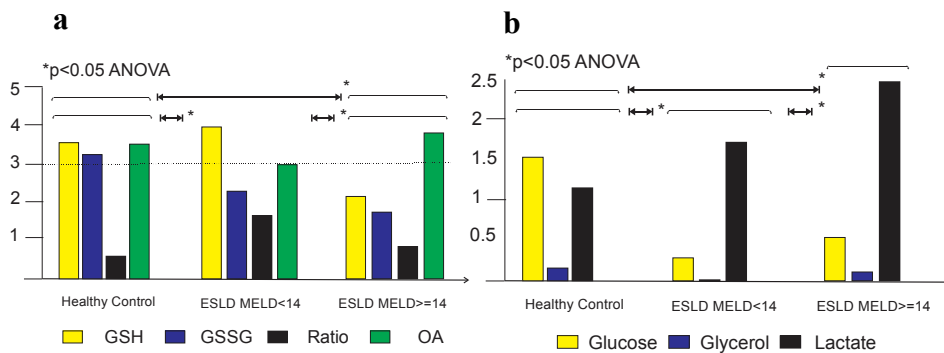 a
*p<0.05 ANOVA
5
4
3
2
1
*
*
*
Healthy Control
ESLD MELD<14
ESLD MELD>=14
GSH
GSSG
Ratio
OA
b
*p<0.05 ANOVA
2.5
2
1.5
1
0.5
*
*
*
Healthy Control
ESLD MELD<14
ESLD MELD>=14
Glucose
Glycerol
Lactate